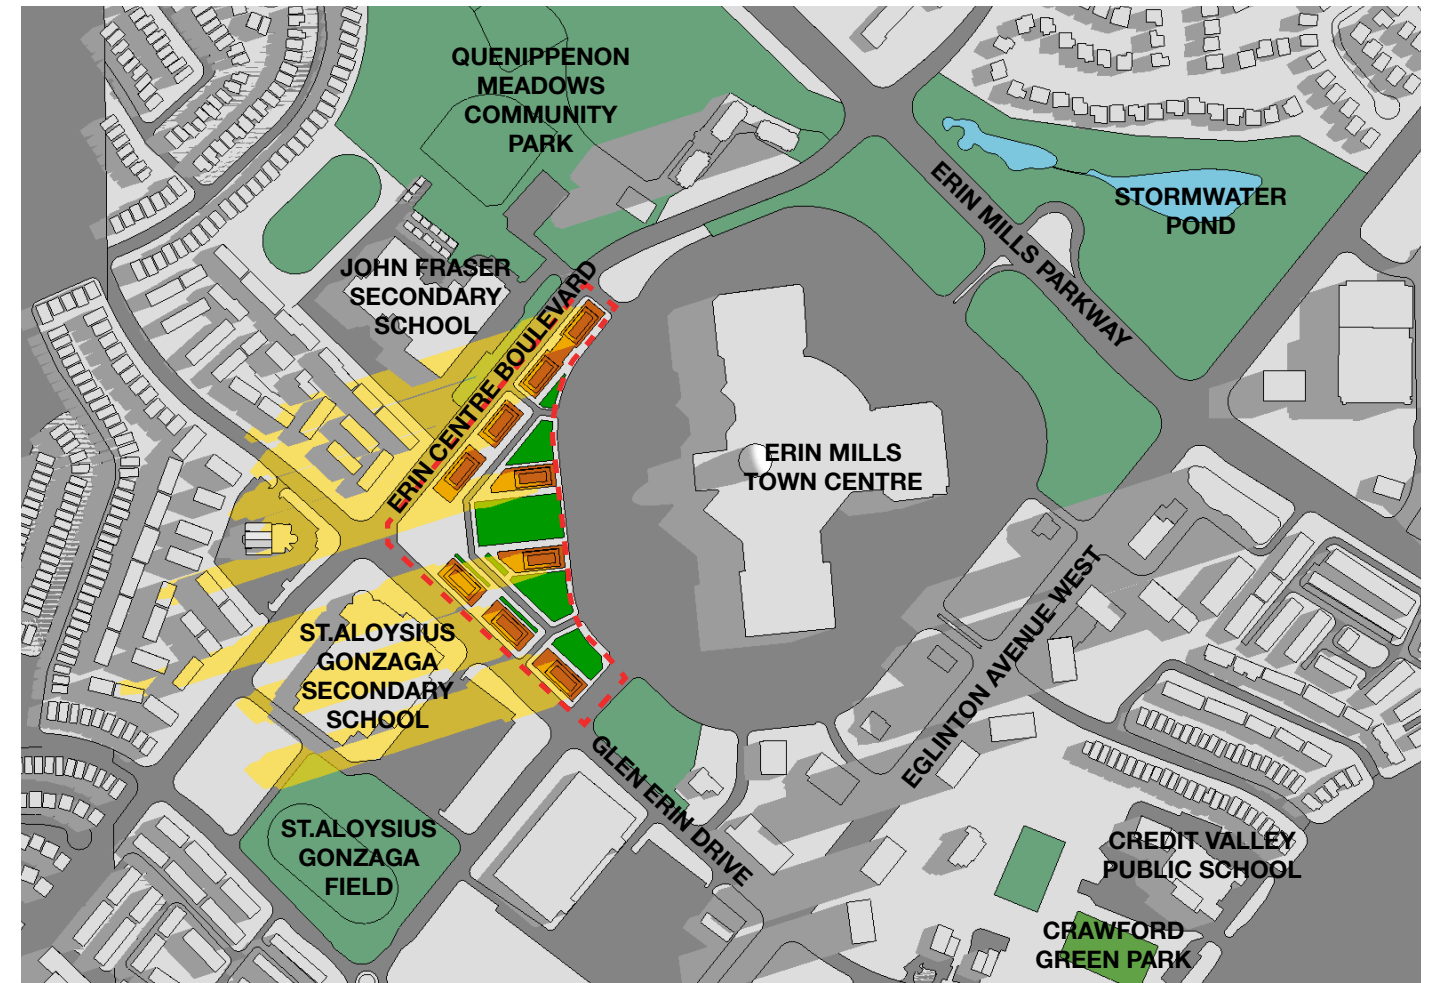 QUENIPPENON
MEADOWS
COMMUNITY
PARK
ERIN MILLS PARKWAY
STORMWATER
POND
JOHN FRASER
SECONDARY
SCHOOL
ERIN CENTRE BOULEVARD
ERIN MILLS
TOWN CENTRE
ST.ALOYSIUS
GONZAGA
SECONDARY
SCHOOL
EGLINTON AVENUE WEST
GLEN ERIN DRIVE
ST.ALOYSIUS
GONZAGA
FIELD
CREDIT VALLEY
PUBLIC SCHOOL
CRAWFORD
GREEN PARK